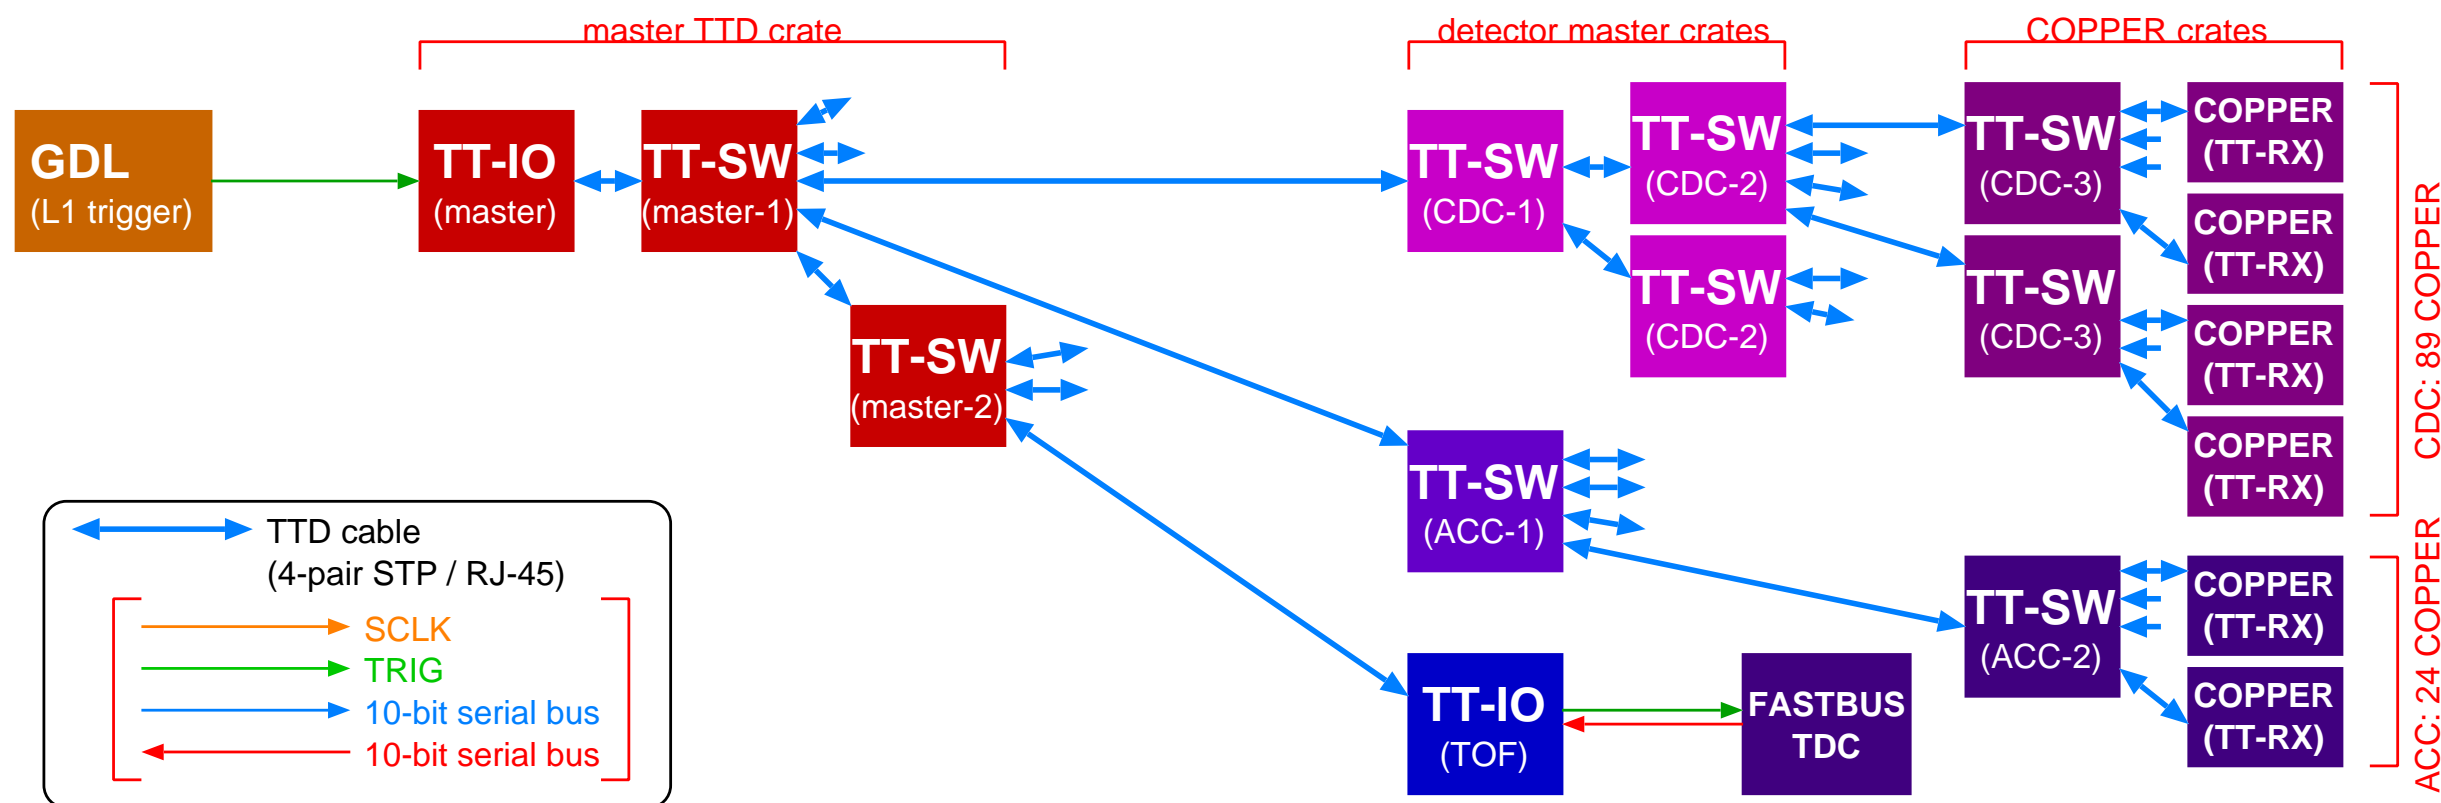 master TTD crate
detector master crates
COPPER crates
GDL
(L1 trigger)
TT-IO
(master)
TT-SW
(master-1)
TT-SW
(master-2)
TT-SW
(CDC-1)
TT-SW
(CDC-2)
TT-SW
(CDC-2)
TT-SW
(CDC-3)
TT-SW
(CDC-3)
COPPER
(TT-RX)
COPPER
(TT-RX)
COPPER
(TT-RX)
COPPER
(TT-RX)
CDC: 89 COPPER
TT-SW
(ACC-1)
TT-SW
(ACC-2)
COPPER
(TT-RX)
COPPER
(TT-RX)
ACC: 24 COPPER
TT-IO
(TOF)
FASTBUS
TDC
TTD cable
(4-pair STP / RJ-45)
SCLK
TRIG
10-bit serial bus
10-bit serial bus